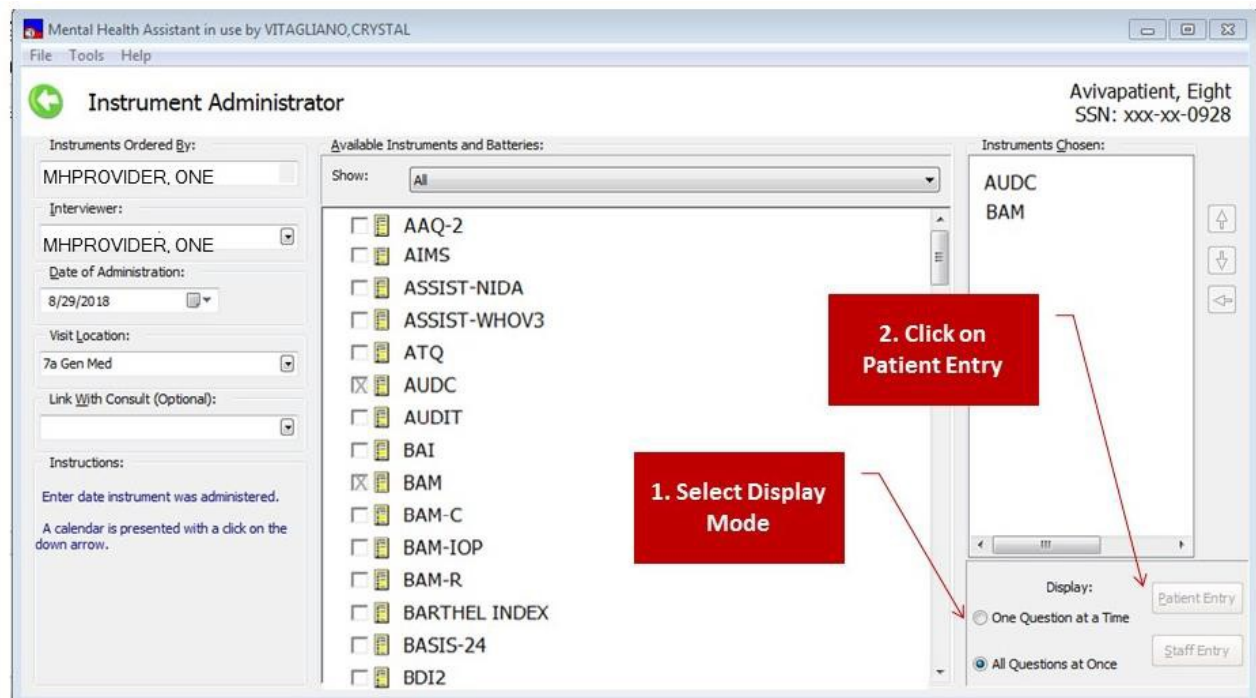 Mental Health Assistant in use by VITAGLIANO,CRYSTAL
File Tools Help
Instrument Administrator
Avivapatient, Eight
SSN: xxx-xx-0928
Instruments Ordered By:
MHPROVIDER, ONE
Interviewer:
MHPROVIDER, ONE
Date of Administration:
8/29/2018
Visit Location:
7a Gen Med
Link With Consult (Optional):
Instructions:
Enter date instrument was administered.
A calendar is presented with a click on the
down arrow.
Available Instruments and Batteries:
Show: All
AAQ-2
AIMS
ASSIST-NIDA
ASSIST-WHOV3
ATQ
AUDC
AUDIT
BAI
BAM
BAM-C
BAM-IOP
BAM-R
BARTHEL INDEX
BASIS-24
BDI2
Instruments Chosen:
AUDC
BAM
2. Click on
Patient Entry
1. Select Display
Mode
Display:
One Question at a Time
All Questions at Once
Patient Entry
Staff Entry